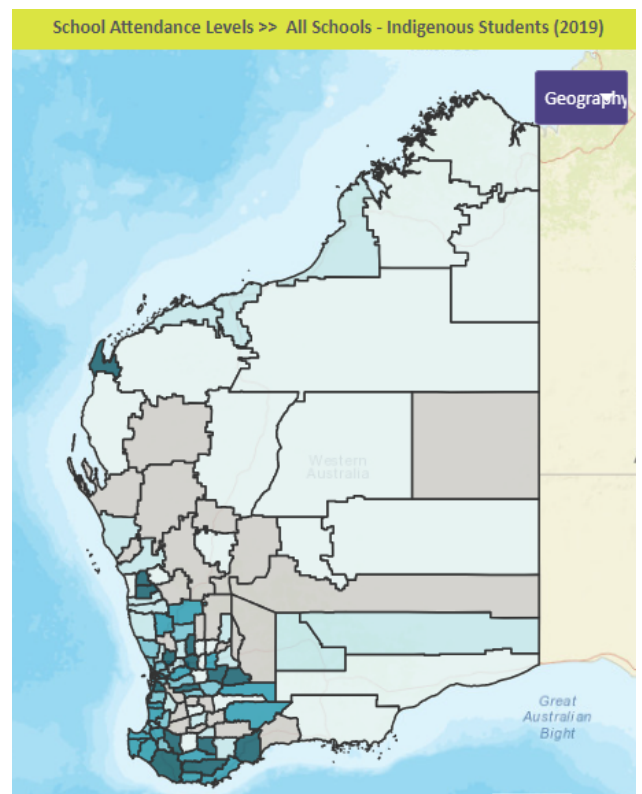 School Attendance Levels >> All Schools - Indigenous Students (2019)
Geography
Western
Australia
Great
Australian
Bight